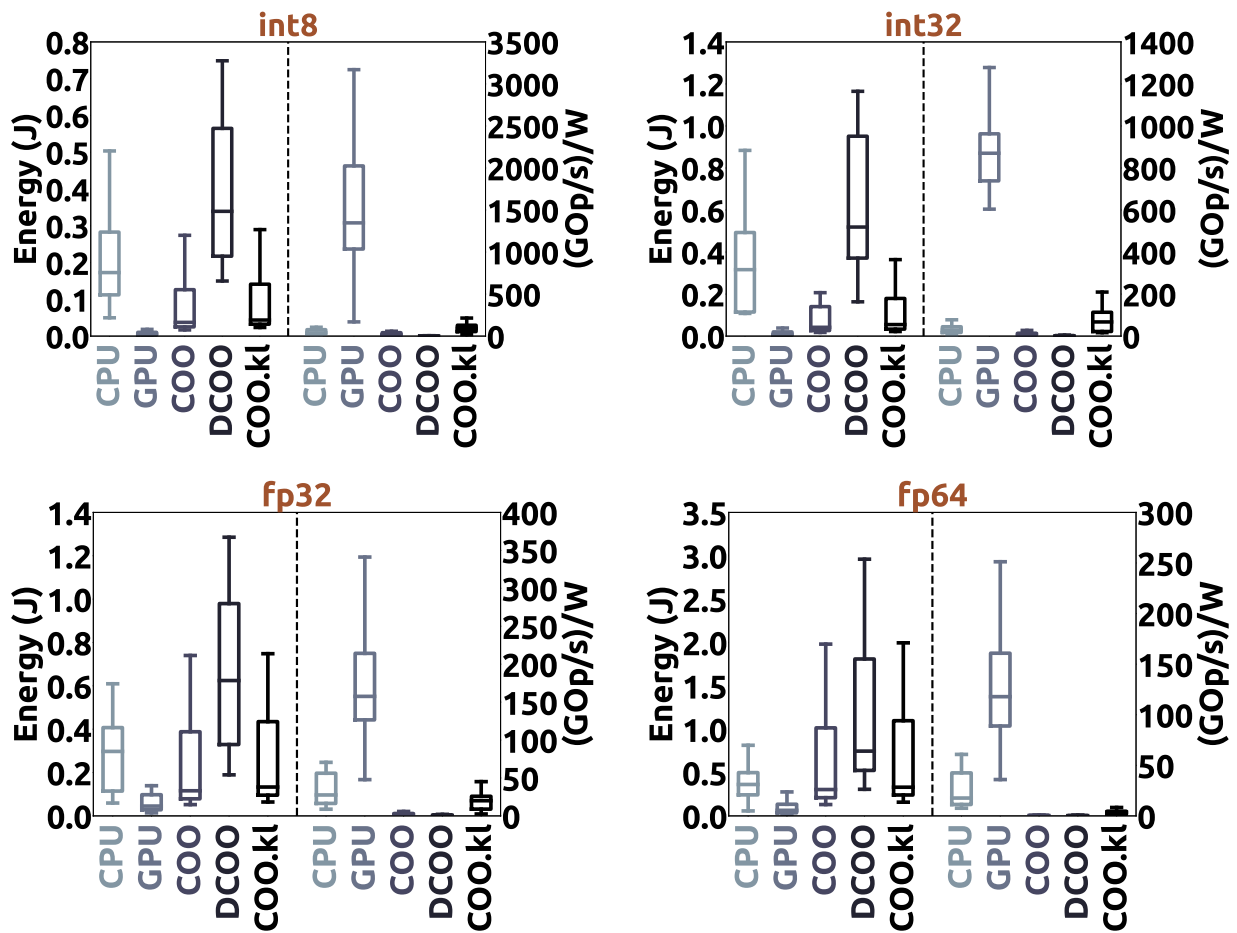 int8
Energy (J)
0.8
0.7
0.6
0.5
0.4
0.3
0.2
0.1
0.0
3500
3000
2500
2000
1500
1000
500
0
(GOp/s)/W
CPU
GPU
COO
DCOO
COO.kl
CPU
GPU
COO
DCOO
COO.kl
int32
Energy (J)
1.4
1.2
1.0
0.8
0.6
0.4
0.2
0.0
1400
1200
1000
800
600
400
200
0
(GOp/s)/W
CPU
GPU
COO
DCOO
COO.kl
CPU
GPU
COO
DCOO
COO.kl
fp32
Energy (J)
1.4
1.2
1.0
0.8
0.6
0.4
0.2
0.0
400
350
300
250
200
150
100
50
0
(GOp/s)/W
CPU
GPU
COO
DCOO
COO.kl
CPU
GPU
COO
DCOO
COO.kl
fp64
Energy (J)
3.5
3.0
2.5
2.0
1.5
1.0
0.5
0.0
300
250
200
150
100
50
0
(GOp/s)/W
CPU
GPU
COO
DCOO
COO.kl
CPU
GPU
COO
DCOO
COO.kl